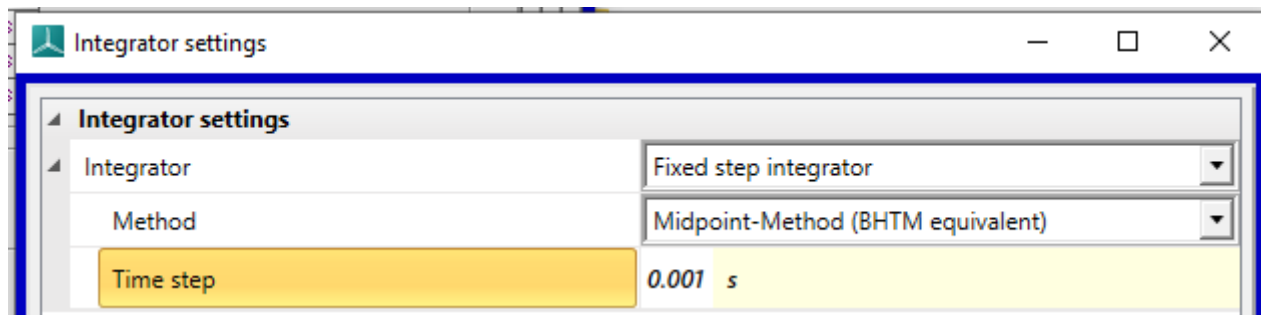 Integrator settings
Integrator settings
Integrator Fixed step integrator
Method Midpoint-Method (BHTM equivalent)
Time step 0.001 s